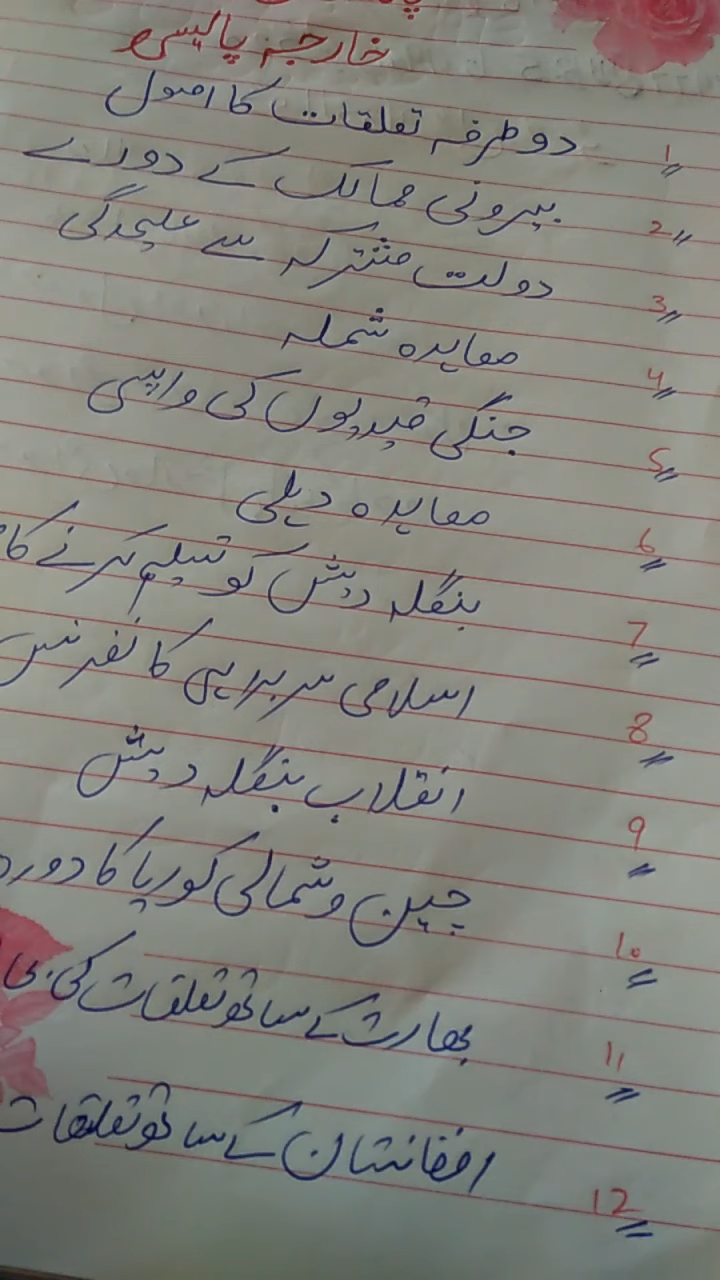 خارجہ پالیسی
1 دو طرفہ تعلقات کا اصول
2 بیرونی ممالک کے دورے
3 دولت مشترکہ سے علیحدگی
4 معاہدہ شملہ
5 جنگی قیدیوں کی واپسی
6 معاہدہ دہلی
7 بنگلہ دیش کو تسلیم کرنے کا
8 اسلامی سربراہی کانفرنس
9 انقلاب بنگلہ دیش
10 چین و شمالی کوریا کا دورہ
11 بھارت کے ساتھ تعلقات کی
12 افغانستان کے ساتھ تعلقات